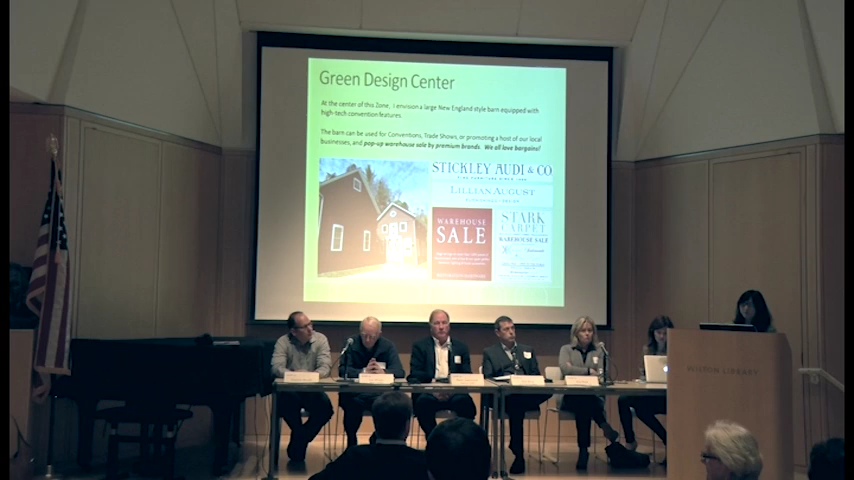 Green Design Center
At the center of this Zone, I envision a large New England style barn equipped with
high-tech convention features
The barn can be used for Conventions, Trade Shows, or promoting a host of our local
businesses, and pop-up warehouse sale by premium brands. We all love bargains!
STICKLEY AUDI & CO
LILLIAN AUGUST
WAREHOUSE
SALE
STARK
CARPET
WAREHOUSE SALE
WILTON LIBRARY